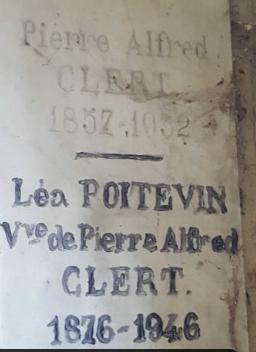 Pierre Alfred
CLERT
Léa POITEVIN
Vve de Pierre Alfred
CLERT.
1876-1946